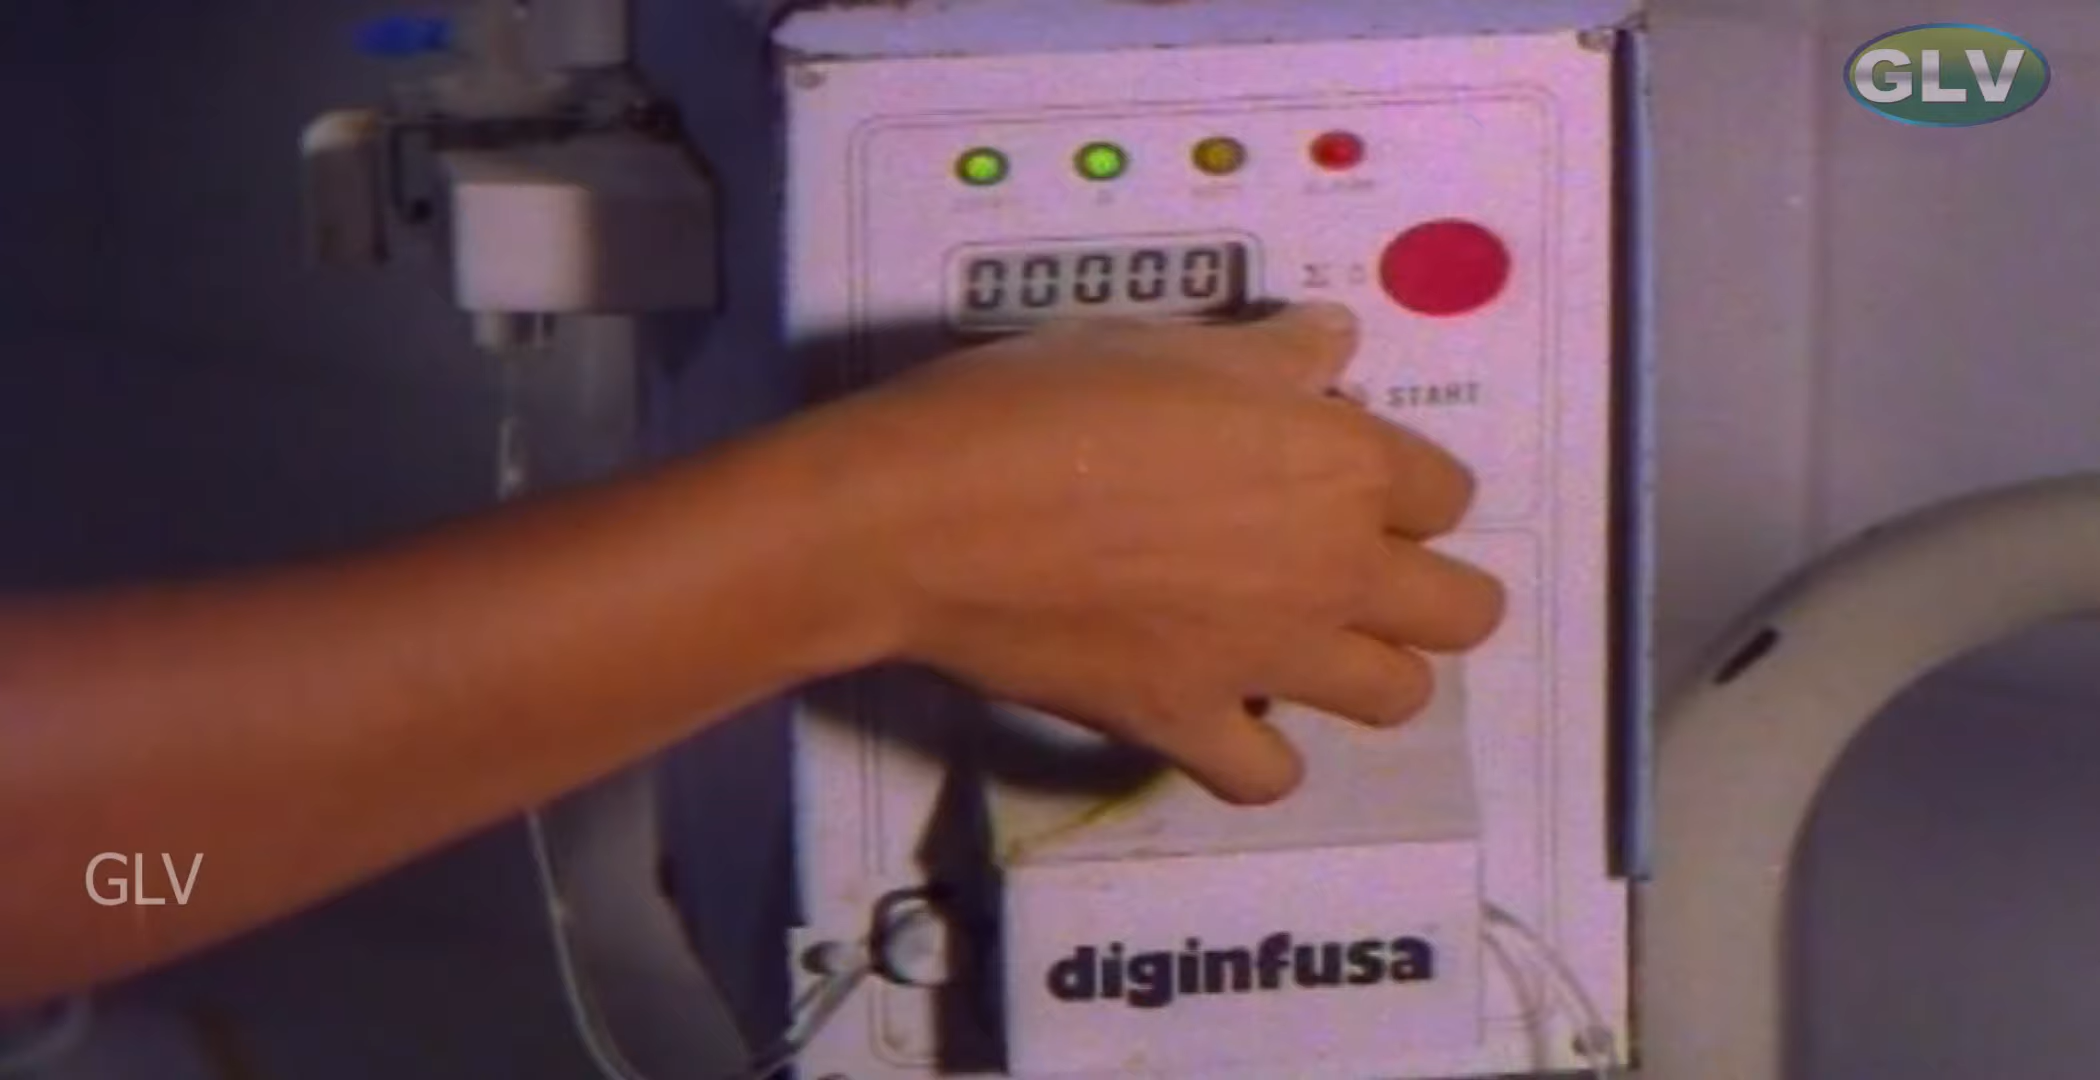 GLV
00000
Σ
START
GLV
diginfusa